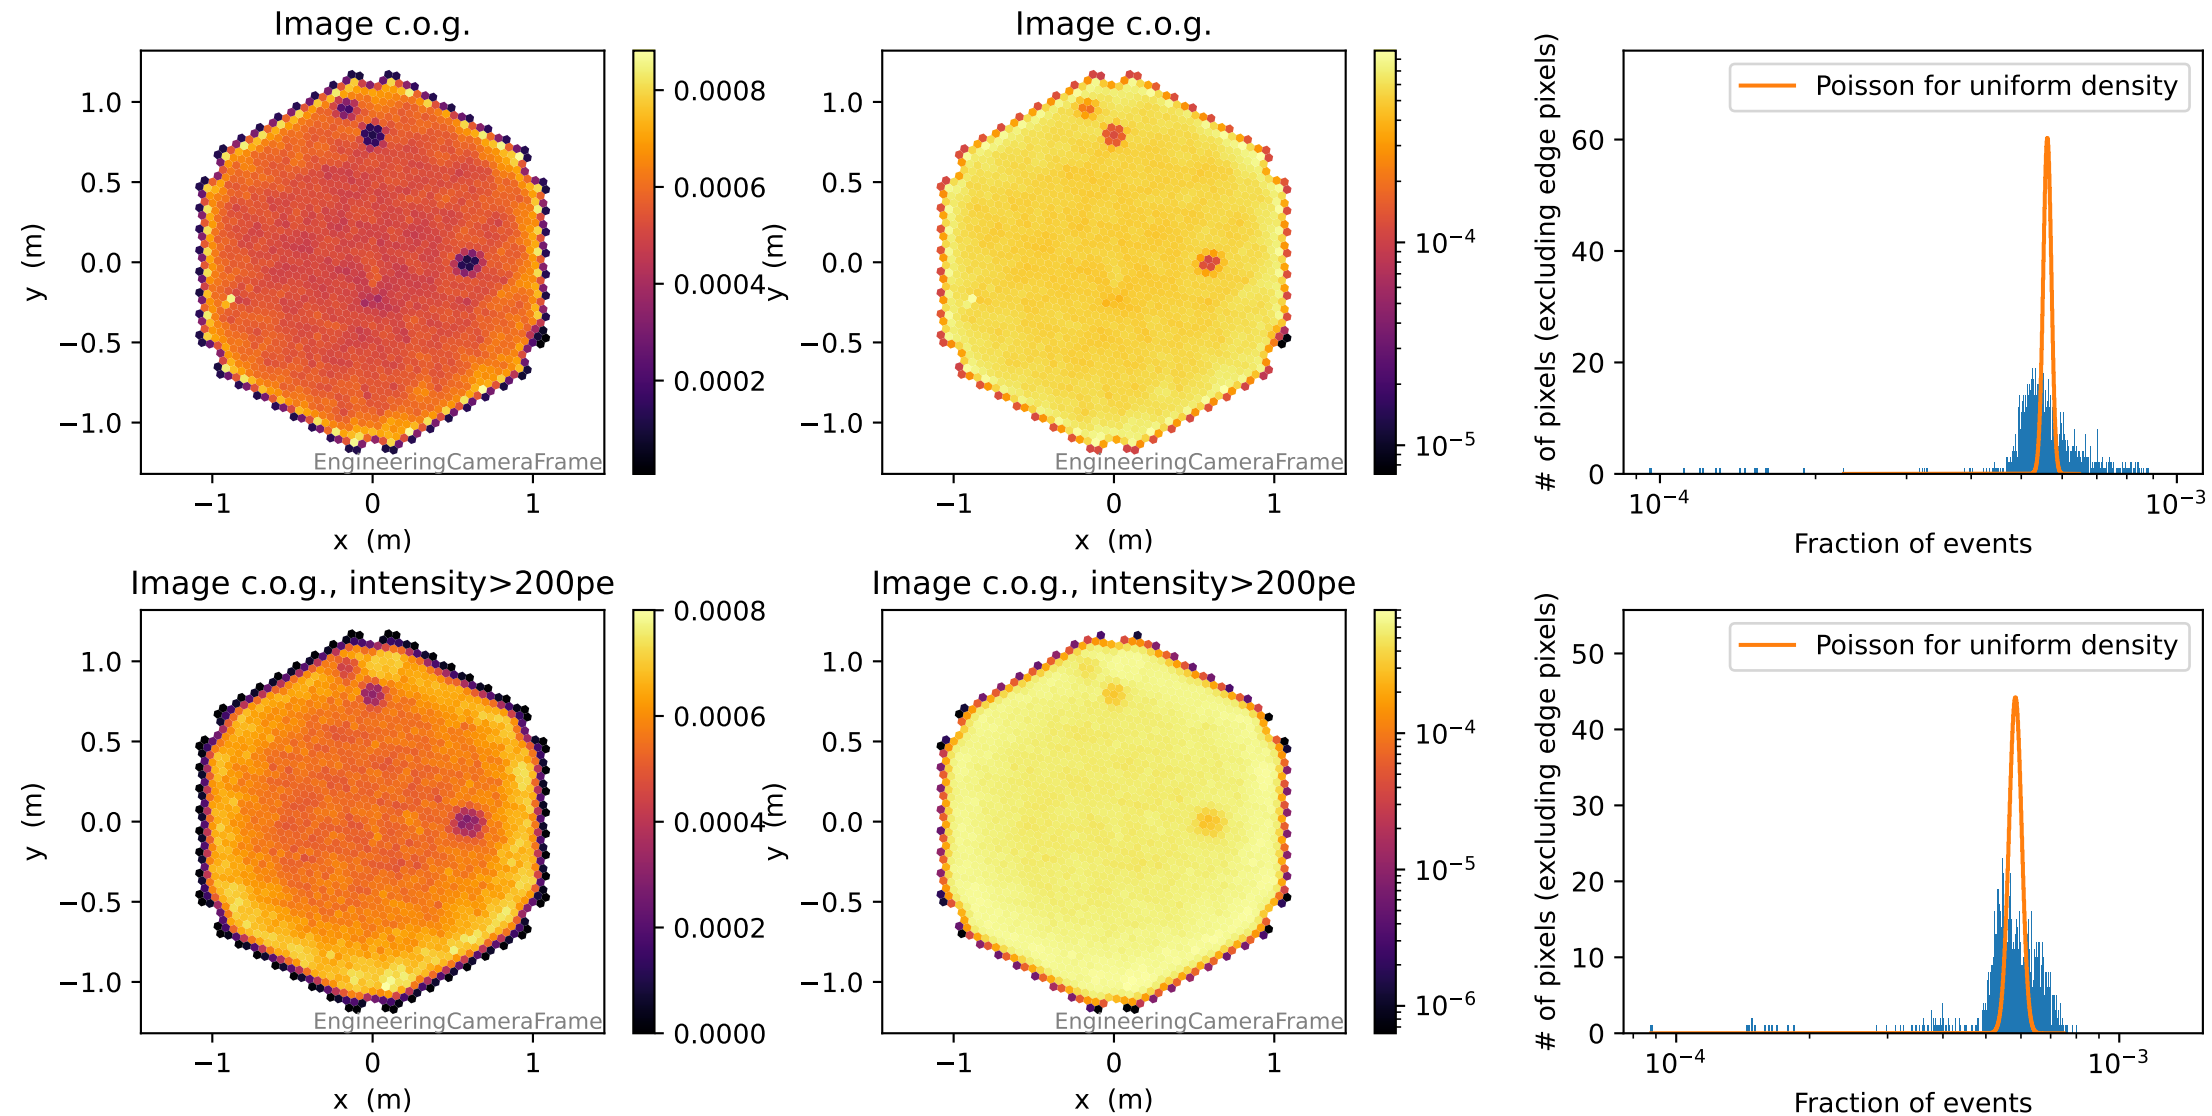 Image c.o.g.
1.0
0.5
0.0
−0.5
−1.0
y (m)
−1
0
1
x (m)
EngineeringCameraFrame
0.0008
0.0006
0.0004
0.0002
Image c.o.g.
1.0
0.5
0.0
−0.5
−1.0
y (m)
−1
0
1
x (m)
EngineeringCameraFrame
10⁻⁴
10⁻⁵
# of pixels (excluding edge pixels)
60
40
20
0
Poisson for uniform density
10⁻⁴
10⁻³
Fraction of events
Image c.o.g., intensity>200pe
1.0
0.5
0.0
−0.5
−1.0
y (m)
−1
0
1
x (m)
EngineeringCameraFrame
0.0008
0.0006
0.0004
0.0002
0.0000
Image c.o.g., intensity>200pe
1.0
0.5
0.0
−0.5
−1.0
y (m)
−1
0
1
x (m)
EngineeringCameraFrame
10⁻⁴
10⁻⁵
10⁻⁶
# of pixels (excluding edge pixels)
50
40
30
20
10
0
Poisson for uniform density
10⁻⁴
10⁻³
Fraction of events